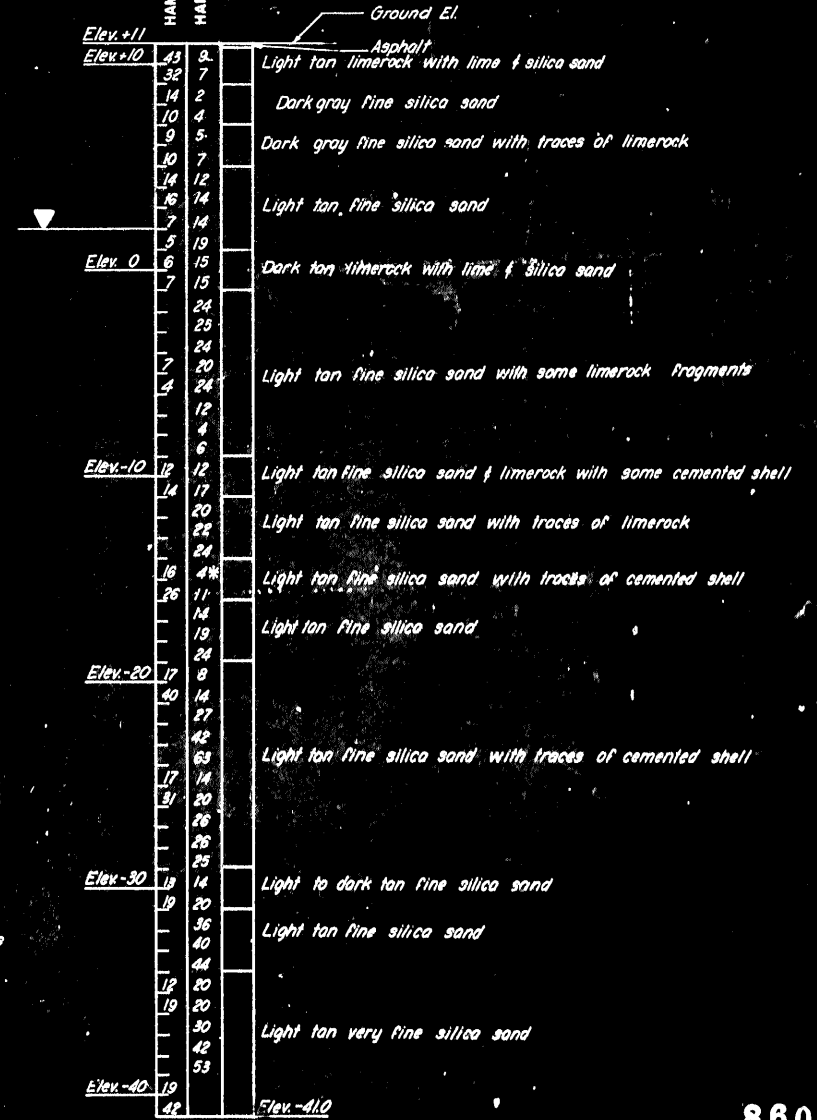 HAM
HAM
Ground El.
Elev. +11
Asphalt
Elev. +10 43 9 Light tan limerock with lime & silica sand
32 7
14 2 Dark gray fine silica sand
10 4
9 5 Dark gray fine silica sand with traces of limerock
10 7
14 12
16 14 Light tan fine silica sand
7 14
5 19
Elev. 0 6 15 Dark tan limerock with lime & silica sand
7 15
24
25
24
7 20 Light tan fine silica sand with some limerock fragments
4 24
12
4
6
Elev. -10 12 12 Light tan fine silica sand & limerock with some cemented shell
14 17
20
22 Light tan fine silica sand with traces of limerock
24
16 4* Light tan fine silica sand with traces of cemented shell
26 11
14
19 Light tan fine silica sand
24
Elev. -20 17 8
40 14
27
42
63 Light tan fine silica sand with traces of cemented shell
17 14
31 20
26
26
25
Elev. -30 13 14 Light to dark tan fine silica sand
19 20
36 Light tan fine silica sand
40
44
12 20
19 20
30 Light tan very fine silica sand
42
53
Elev. -40 19
42 Elev. -41.0
860